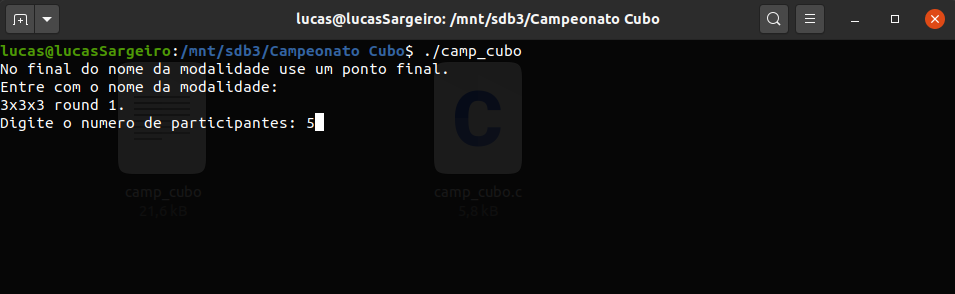 lucas@lucasSargeiro: /mnt/sdb3/Campeonato Cubo
lucas@lucasSargeiro:/mnt/sdb3/Campeonato Cubo$ ./camp_cubo
No final do nome da modalidade use um ponto final.
Entre com o nome da modalidade:
3x3x3 round 1.
Digite o numero de participantes: 5
C
camp_cubo camp_cubo.c
21,6 kB 5,8 kB